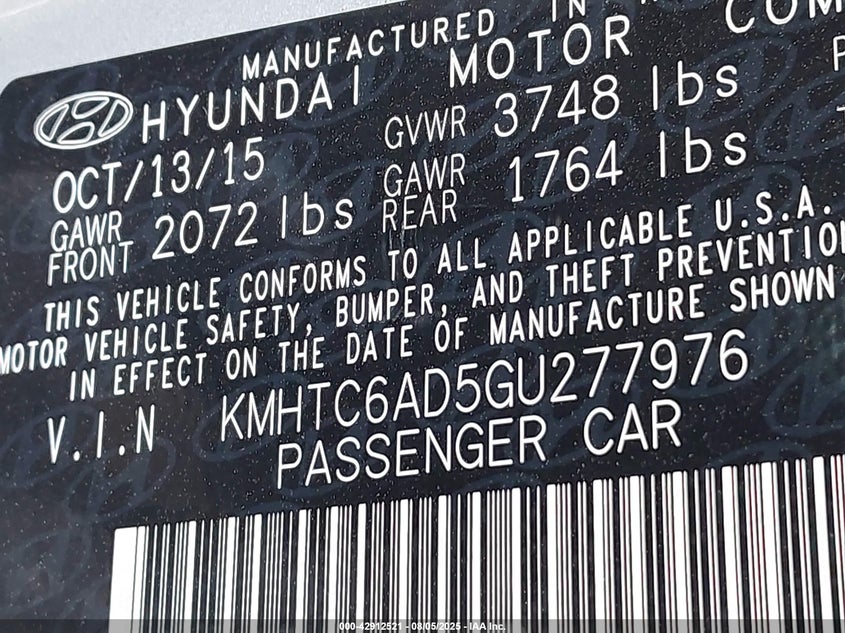 MANUFACTURED IN
HYUNDAI MOTOR COM
OCT/13/15 GVWR 3748 lbs
GAWR FRONT 2072 lbs GAWR REAR 1764 lbs
THIS VEHICLE CONFORMS TO ALL APPLICABLE U.S.A.
MOTOR VEHICLE SAFETY, BUMPER, AND THEFT PREVENTION
IN EFFECT ON THE DATE OF MANUFACTURE SHOWN
V.I.N KMHTC6AD5GU277976
PASSENGER CAR
000-42912521 - 08/05/2025 - IAA Inc.